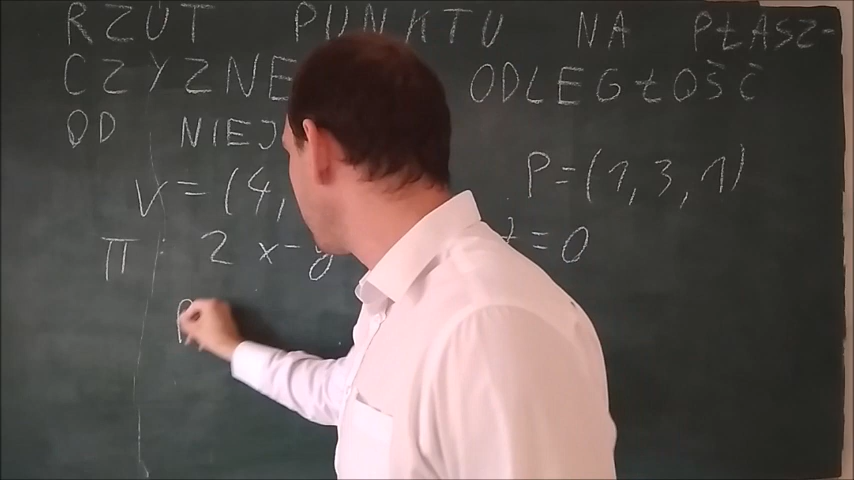 RZUT PUNKTU NA PŁASZ-
CZYZNĘ ODLEGŁOŚĆ
OD NIEJ
V = (4, P = (1, 3, 1)
π : 2x - y = 0
P